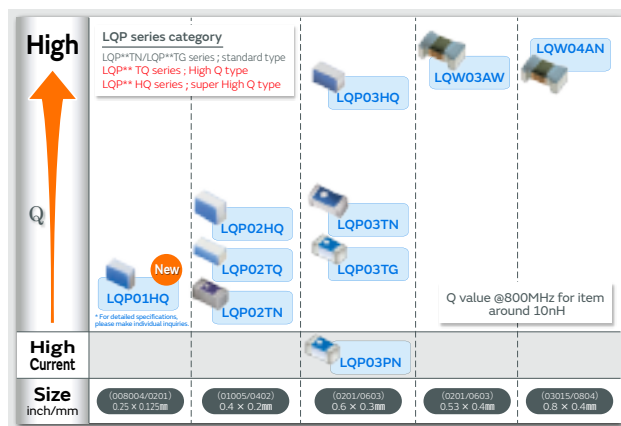 High
Q
LQP series category
LQP**TN/LQP**TG series ; standard type
LQP** TQ series ; High Q type
LQP** HQ series ; super High Q type
LQP03HQ
LQW03AW
LQW04AN
LQP02HQ
LQP03TN
LQP02TQ
LQP03TG
New
LQP01HQ
LQP02TN
* For detailed specifications,
please make individual inquiries.
Q value @800MHz for item
around 10nH
High
Current
LQP03PN
Size
inch/mm
(008004/0201)
0.25 × 0.125mm
(01005/0402)
0.4 × 0.2mm
(0201/0603)
0.6 × 0.3mm
(0201/0603)
0.53 × 0.4mm
(03015/0804)
0.8 × 0.4mm